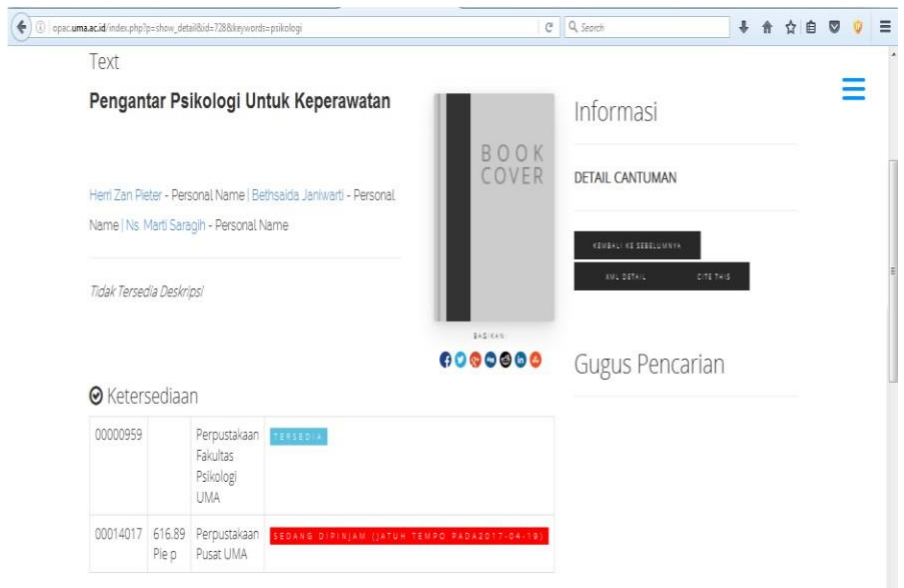 opac.uma.ac.id/index.php?p=show_detail&id=728&keywords=psikologi
Search
Text
Pengantar Psikologi Untuk Keperawatan
Herri Zan Pieter - Personal Name | Bethsaida Janiwarti - Personal
Name | Ns. Marti Saragih - Personal Name
Tidak Tersedia Deskripsi
BOOK
COVER
BAGIKAN:
Informasi
DETAIL CANTUMAN
KEMBALI KE SEBELUMNYA
XML DETAIL
CITE THIS
Gugus Pencarian
Ketersediaan
00000959
Perpustakaan
Fakultas
Psikologi
UMA
TERSEDIA
00014017
616.89
Pie p
Perpustakaan
Pusat UMA
SEDANG DIPINJAM (JATUH TEMPO PADA2017-04-19)